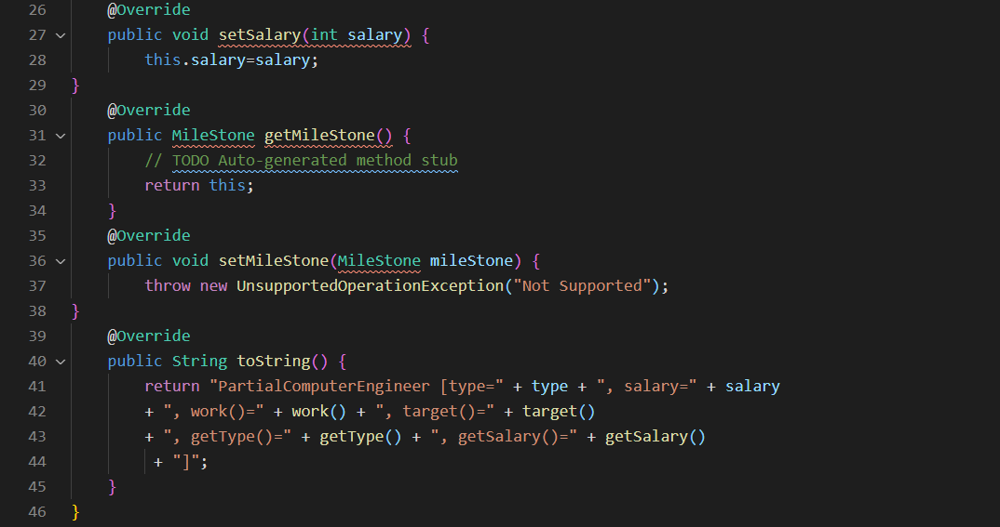 26 @Override
27 public void setSalary(int salary) {
28 this.salary=salary;
29 }
30 @Override
31 public MileStone getMileStone() {
32 // TODO Auto-generated method stub
33 return this;
34 }
35 @Override
36 public void setMileStone(MileStone mileStone) {
37 throw new UnsupportedOperationException("Not Supported");
38 }
39 @Override
40 public String toString() {
41 return "PartialComputerEngineer [type=" + type + ", salary=" + salary
42 + ", work()=" + work() + ", target()=" + target()
43 + ", getType()=" + getType() + ", getSalary()=" + getSalary()
44 + "]";
45 }
46 }